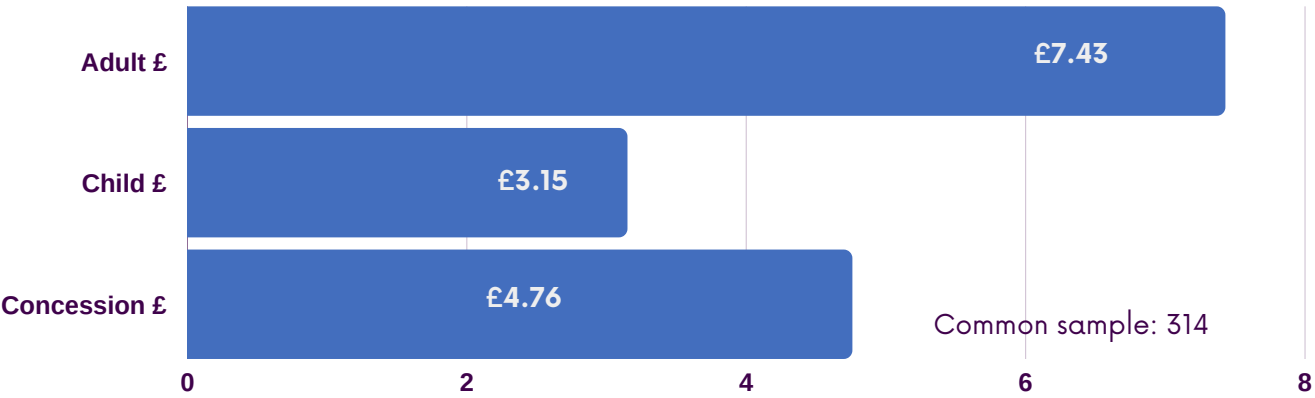 Adult £
£7.43
Child £
£3.15
Concession £
£4.76
Common sample: 314
0 2 4 6 8